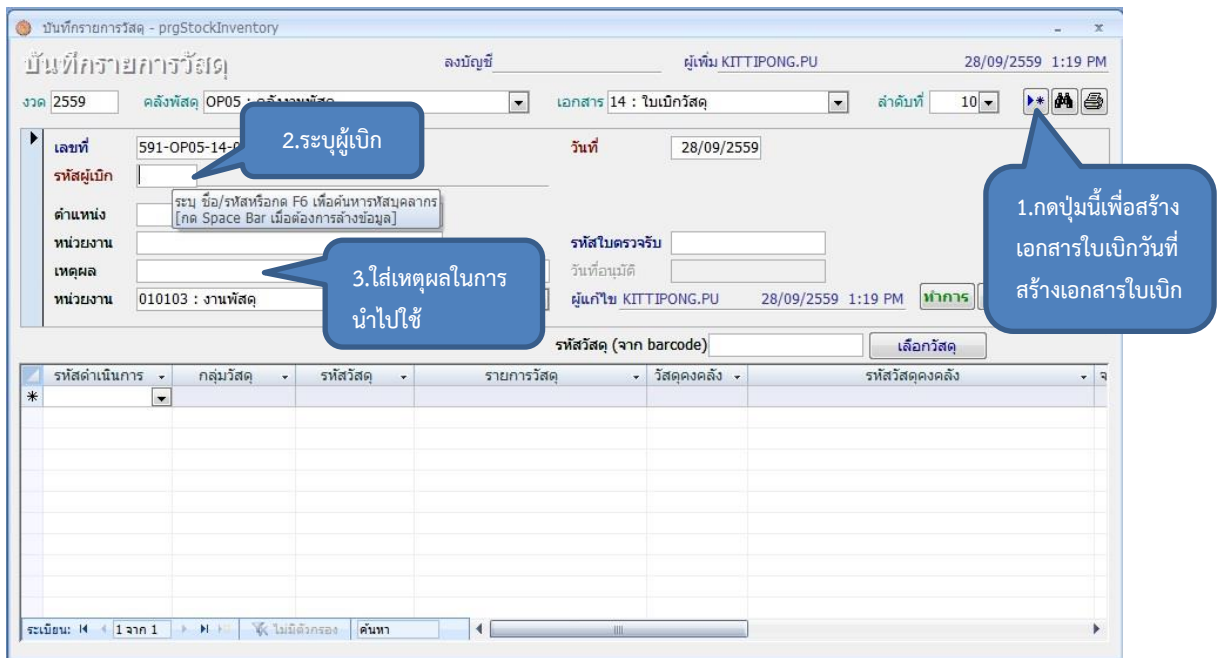 บันทึกรายการวัสดุ - prgStockInventory
บันทึกรายการวัสดุ ลงบัญชี ผู้เพิ่ม KITTIPONG.PU 28/09/2559 1:19 PM
งวด 2559 คลังพัสดุ OP05 : คลังงานพัสดุ เอกสาร 14 : ใบเบิกวัสดุ ลำดับที่ 10
เลขที่ 591-OP05-14- วันที่ 28/09/2559
2.ระบุผู้เบิก
รหัสผู้เบิก
ระบุ ชื่อ/รหัสหรือกด F6 เพื่อค้นหารหัสบุคลากร
[กด Space Bar เมื่อต้องการล้างข้อมูล]
1.กดปุ่มนี้เพื่อสร้าง
เอกสารใบเบิกวันที่
สร้างเอกสารใบเบิก
ตำแหน่ง
หน่วยงาน รหัสใบตรวจรับ
เหตุผล วันที่อนุมัติ
3.ใส่เหตุผลในการ
นำไปใช้
หน่วยงาน 010103 : งานพัสดุ ผู้แก้ไข KITTIPONG.PU 28/09/2559 1:19 PM ทำการ
รหัสวัสดุ (จาก barcode) เลือกวัสดุ
รหัสดำเนินการ กลุ่มวัสดุ รหัสวัสดุ รายการวัสดุ วัสดุคงคลัง รหัสวัสดุคงคลัง จ
ระเบียน: 1 จาก 1 ไม่มีตัวกรอง ค้นหา